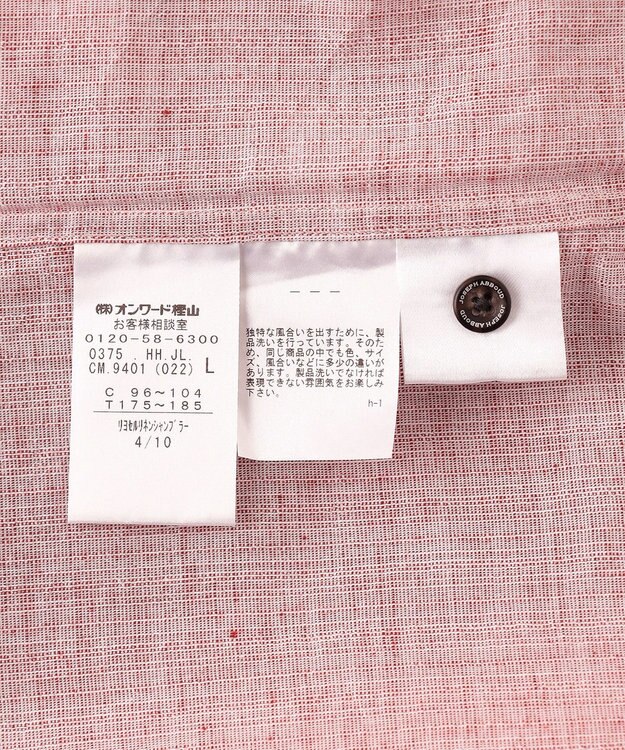 ㈱オンワード樫山
お客様相談室
0120-58-6300
0375 . HH.JL.
CM.9401 (022) L
C 96～104
T175～185
リヨセルリネンシャンブラー
4/10
ーーー
独特な風合いを出すために、製
品洗いを行っています。そのた
め、同じ商品の中でも色、サイ
ズ、風合いなどに多少の違いが
あります。製品洗いでなければ
表現できない雰囲気をお楽しみ
下さい。
h-1
JOSEPH ABBOUD JOSEPH ABBOUD